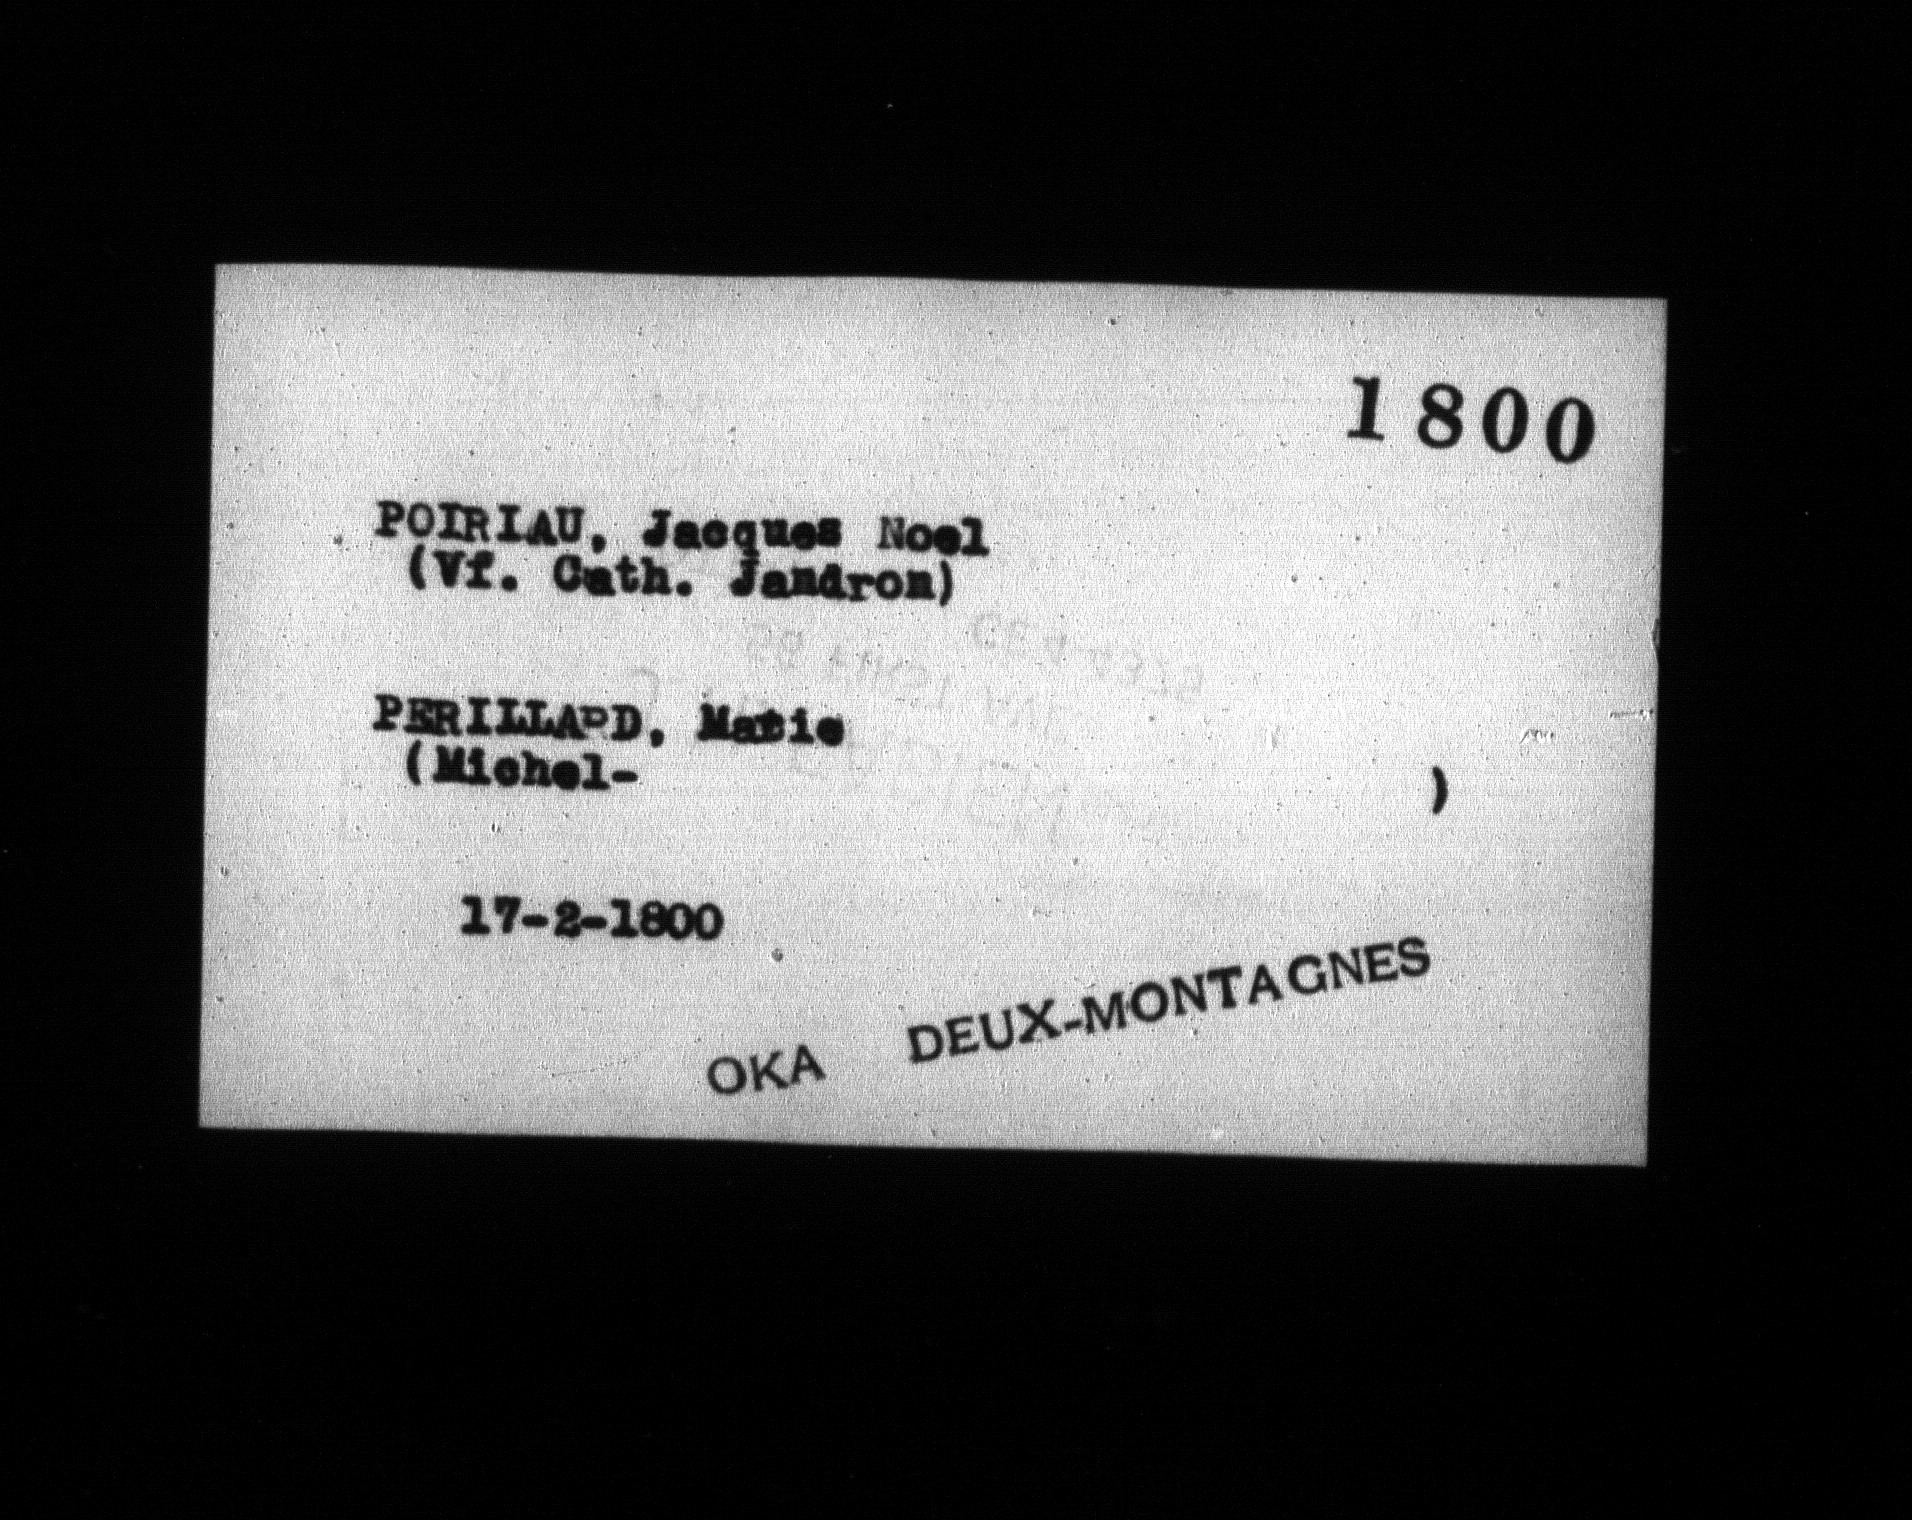 1800
POIRIAU, Jacques Noel
(Vf. Cath. Jandron)
PERILLARD, Marie
(Michel- )
17-2-1800
OKA DEUX-MONTAGNES